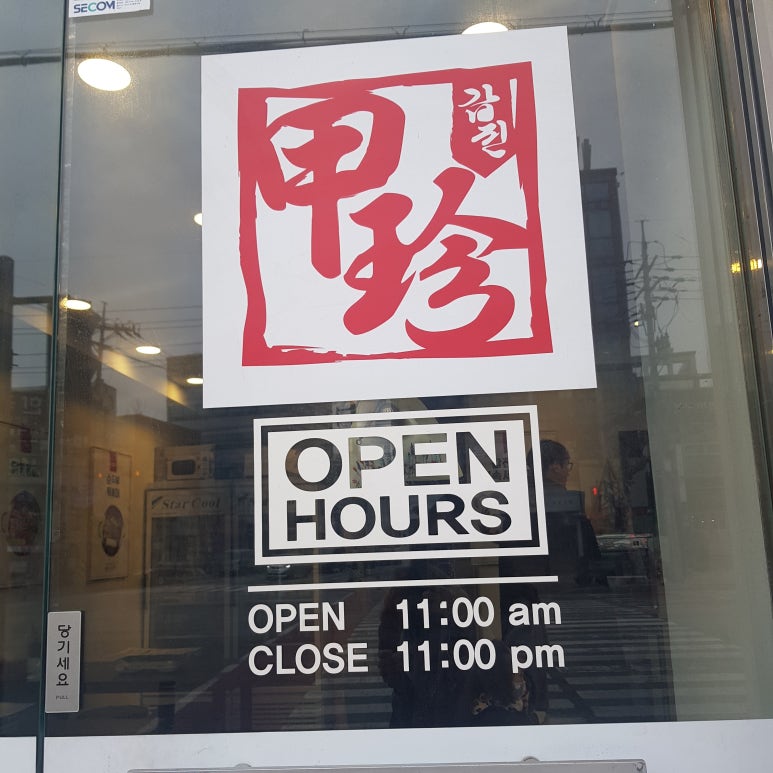 SECOM
甲珍
갑진
OPEN
HOURS
OPEN 11:00 am
CLOSE 11:00 pm
Star Cool
당기세요
PULL